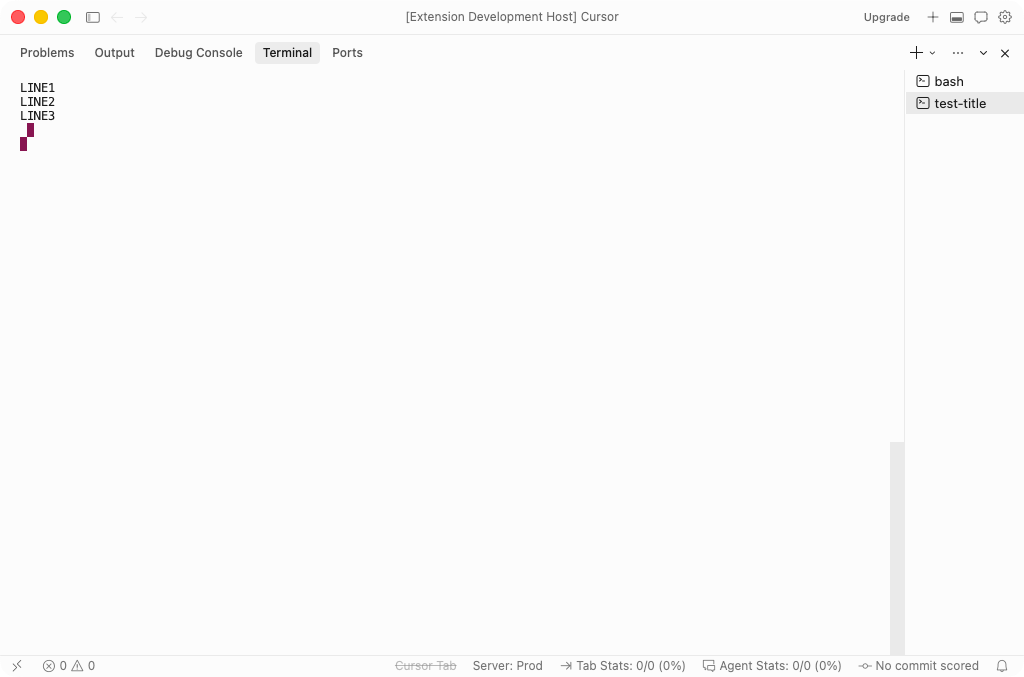 [Extension Development Host] Cursor
Upgrade
Problems Output Debug Console Terminal Ports
LINE1
LINE2
LINE3
bash
test-title
0 0 Cursor Tab Server: Prod Tab Stats: 0/0 (0%) Agent Stats: 0/0 (0%) No commit scored